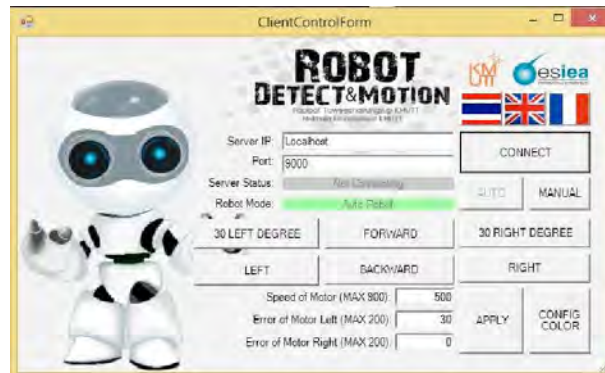 ClientControlForm
ROBOT
DETECT&MOTION
esiea
Server IP: Localhost
Port: 9000
CONNECT
Server Status: Not Connecting
Robot Mode: Auto Robot
AUTO
MANUAL
30 LEFT DEGREE
FORWARD
30 RIGHT DEGREE
LEFT
BACKWARD
RIGHT
Speed of Motor (MAX 900): 500
Error of Motor Left (MAX 200): 30
Error of Motor Right (MAX 200): 0
APPLY
CONFIG
COLOR